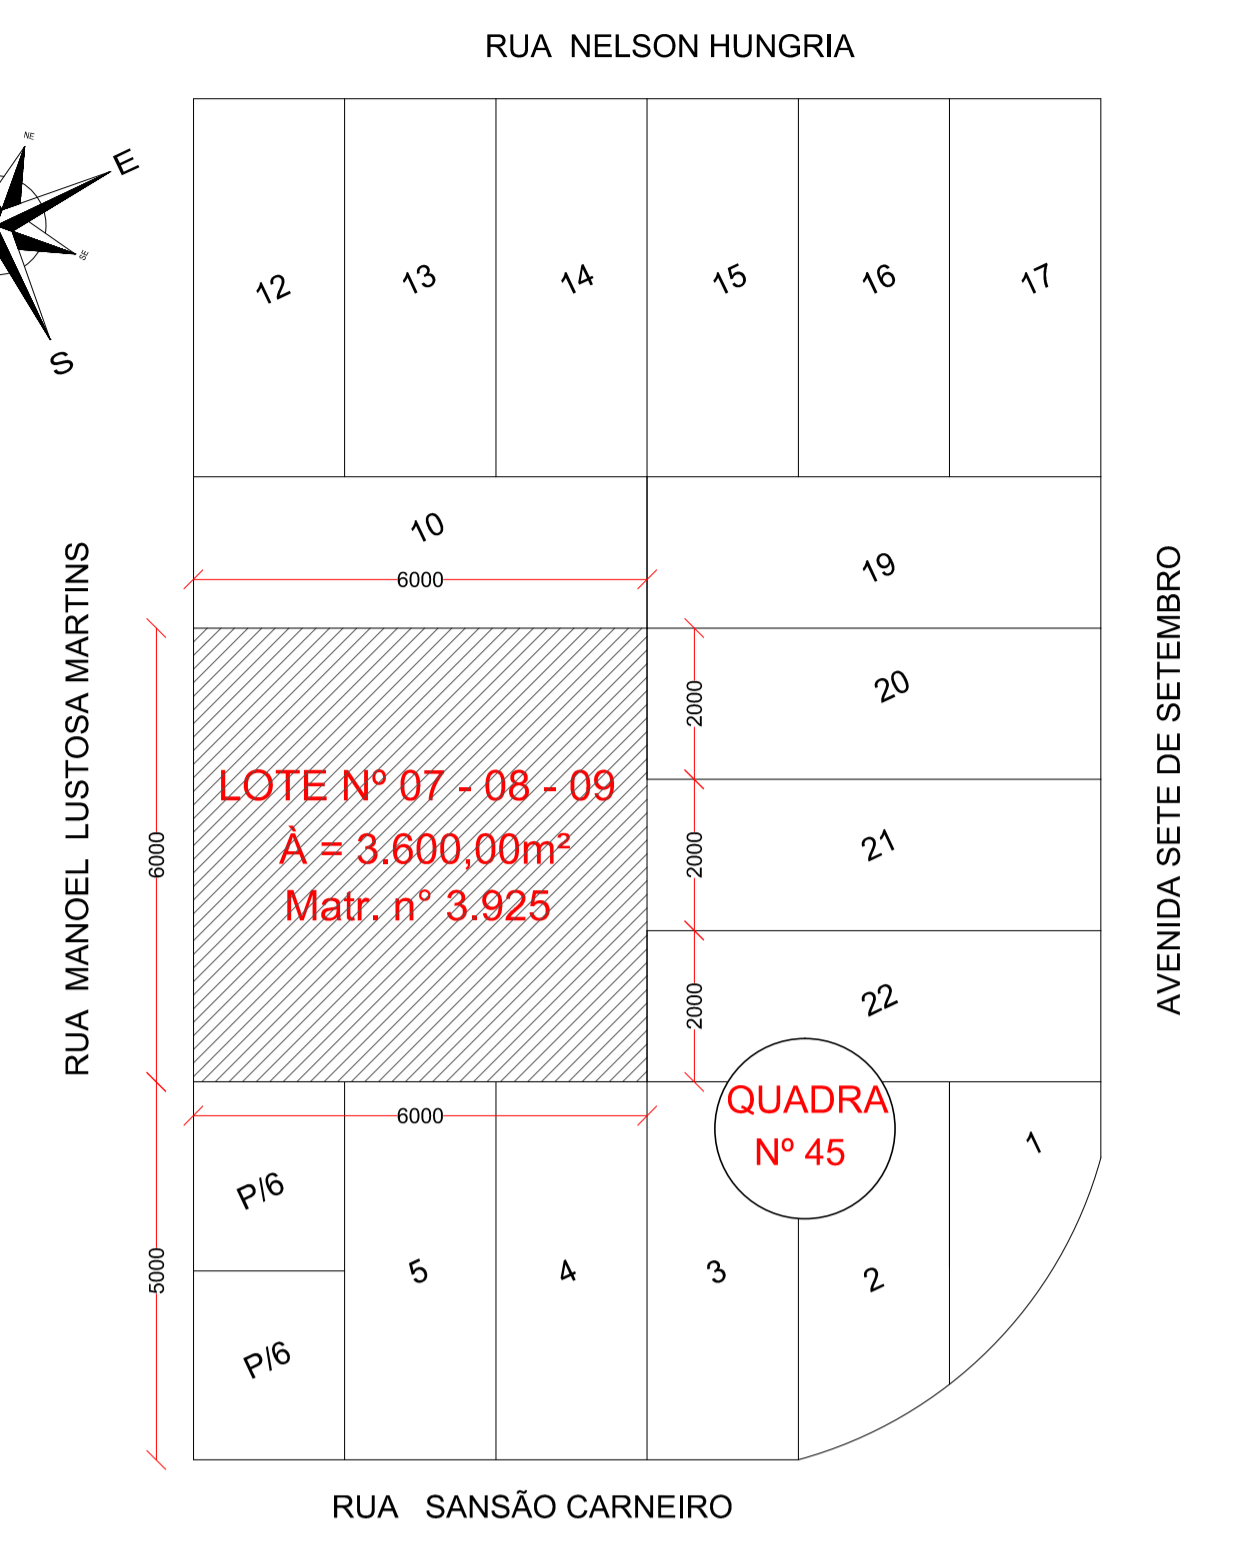 RUA NELSON HUNGRIA
NE
E
SE
S
12
13
14
15
16
17
10
6000
19
20
2000
RUA MANOEL LUSTOSA MARTINS
AVENIDA SETE DE SETEMBRO
6000
LOTE Nº 07 - 08 - 09
À = 3.600,00m²
Matr. n° 3.925
21
2000
22
2000
QUADRA
Nº 45
6000
1
P/6
5000
5
4
3
2
P/6
RUA SANSÃO CARNEIRO